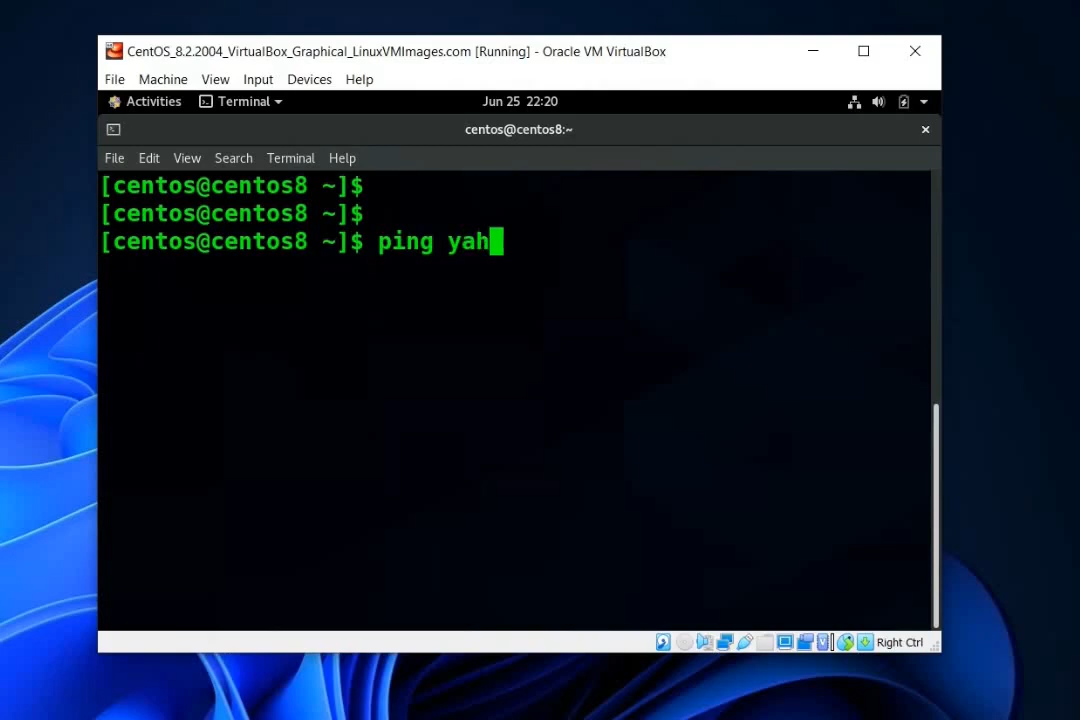 CentOS_8.2.2004_VirtualBox_Graphical_LinuxVMImages.com [Running] - Oracle VM VirtualBox
File Machine View Input Devices Help
Activities Terminal Jun 25 22:20
centos@centos8:~
File Edit View Search Terminal Help
[centos@centos8 ~]$
[centos@centos8 ~]$
[centos@centos8 ~]$ ping yah
Right Ctrl